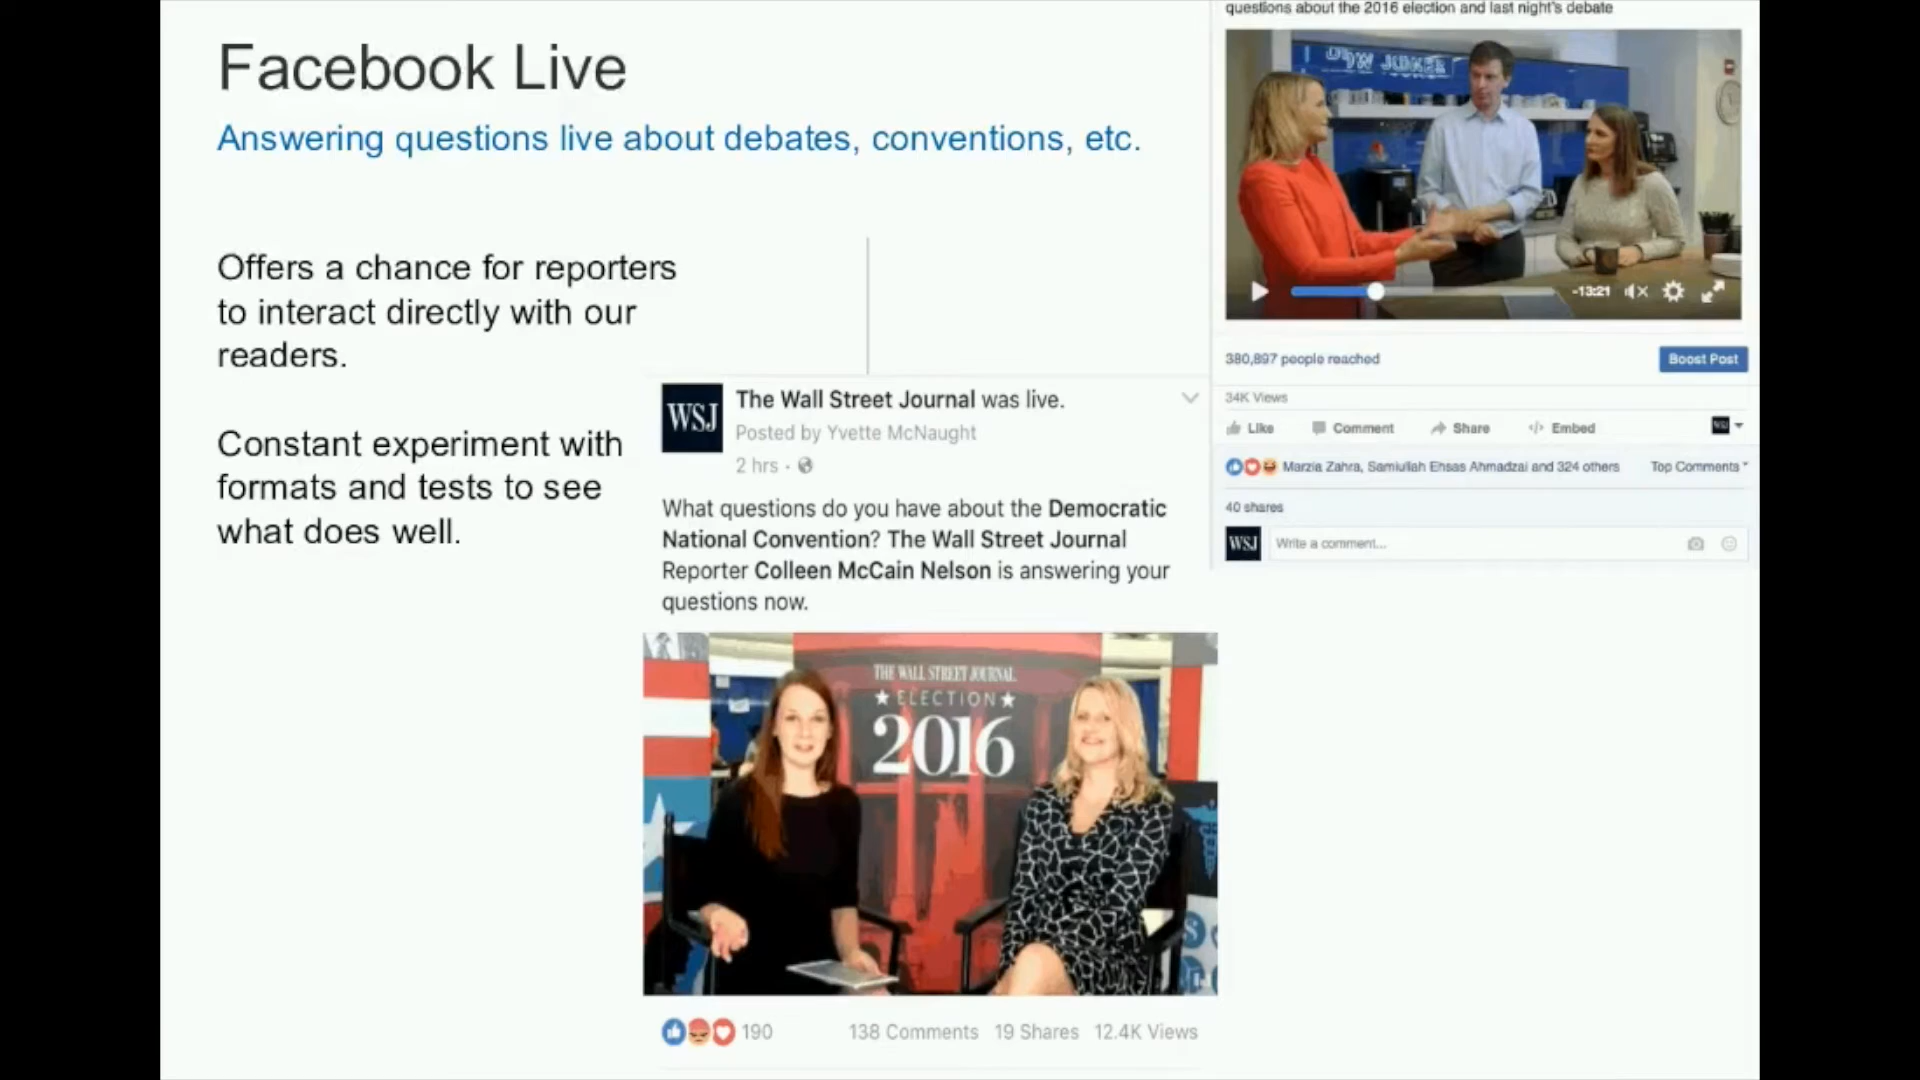 Facebook Live
Answering questions live about debates, conventions, etc.
Offers a chance for reporters
to interact directly with our
readers.
Constant experiment with
formats and tests to see
what does well.
WSJ
The Wall Street Journal was live.
Posted by Yvette McNaught
2 hrs ·
What questions do you have about the Democratic
National Convention? The Wall Street Journal
Reporter Colleen McCain Nelson is answering your
questions now.
THE WALL STREET JOURNAL.
ELECTION
2016
190 138 Comments 19 Shares 12.4K Views
questions about the 2016 election and last night's debate
-13:21
380,897 people reached
Boost Post
34K Views
Like Comment Share Embed
Marzia Zahra, Samiullah Ehsas Ahmadzai and 324 others Top Comments
40 shares
WSJ
Write a comment...